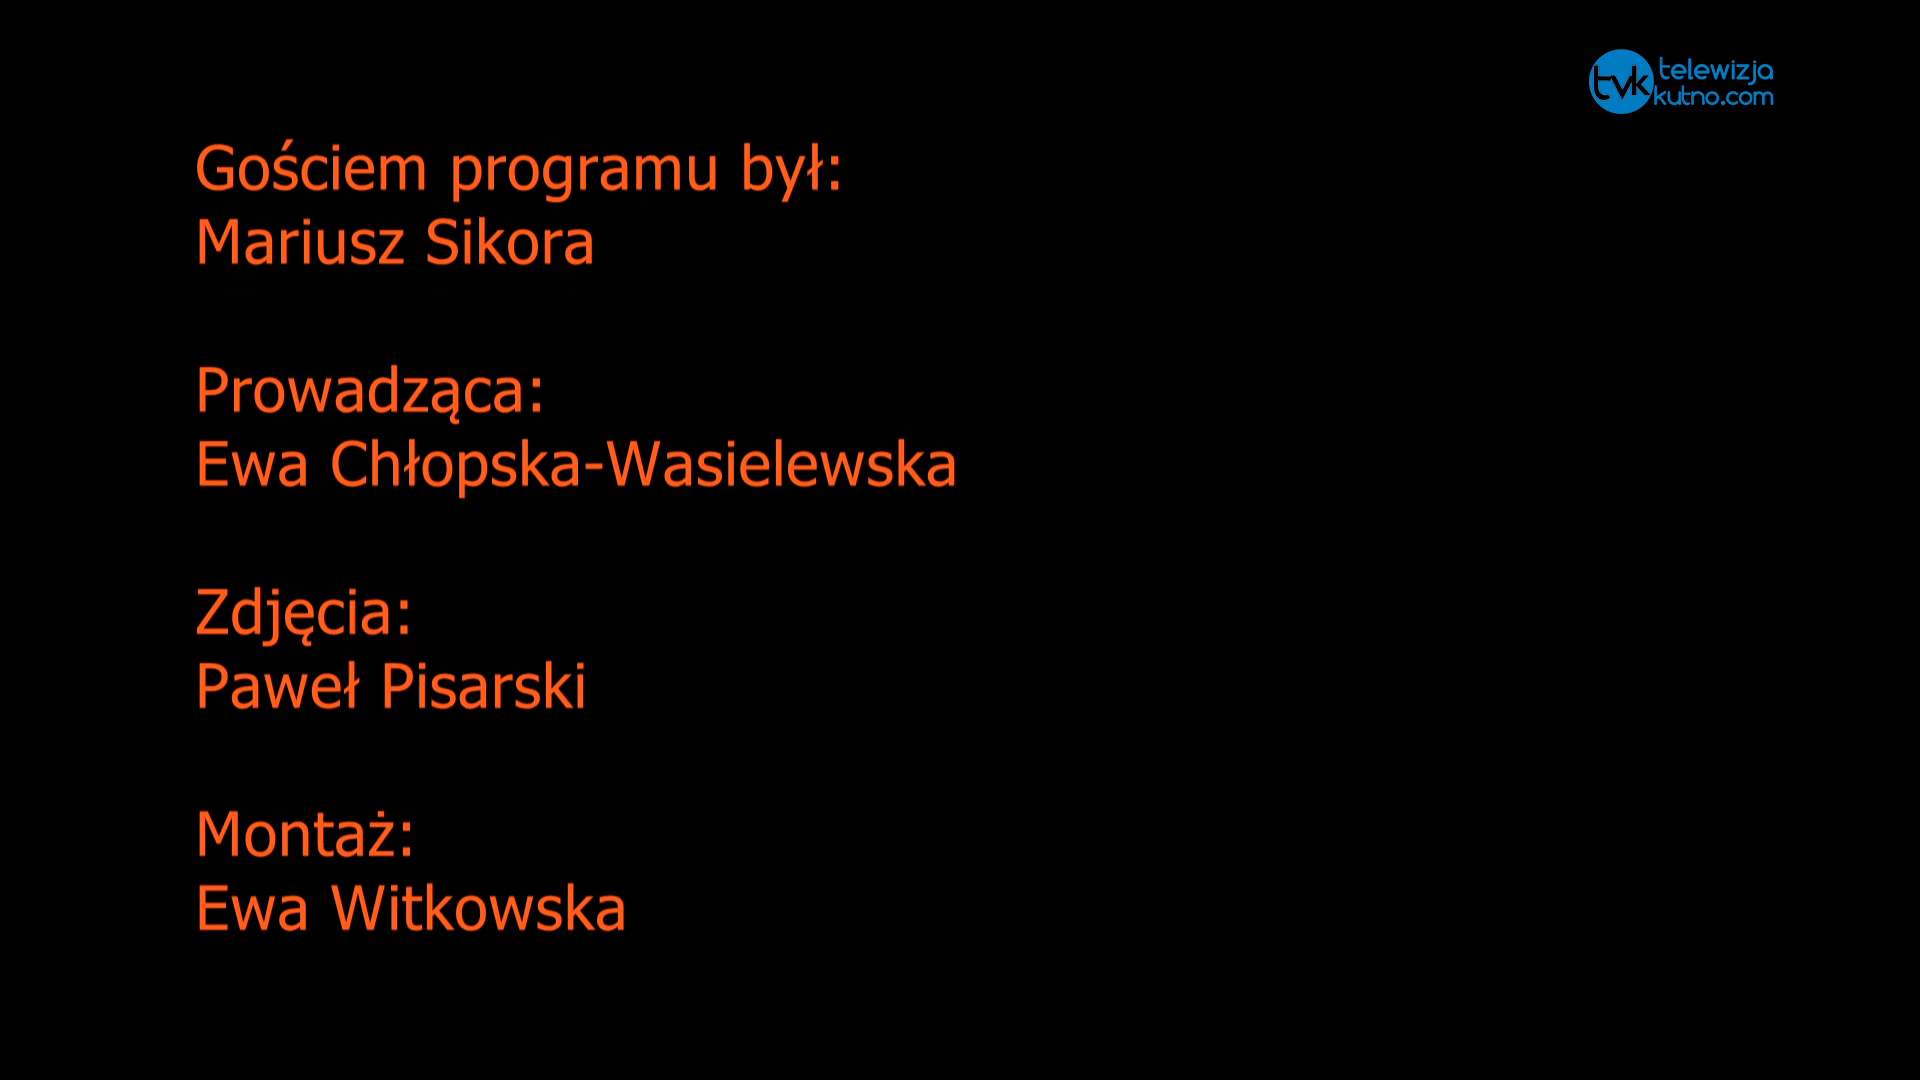 tvk telewizja
kutno.com
Gościem programu był:
Mariusz Sikora
Prowadząca:
Ewa Chłopska-Wasielewska
Zdjęcia:
Paweł Pisarski
Montaż:
Ewa Witkowska